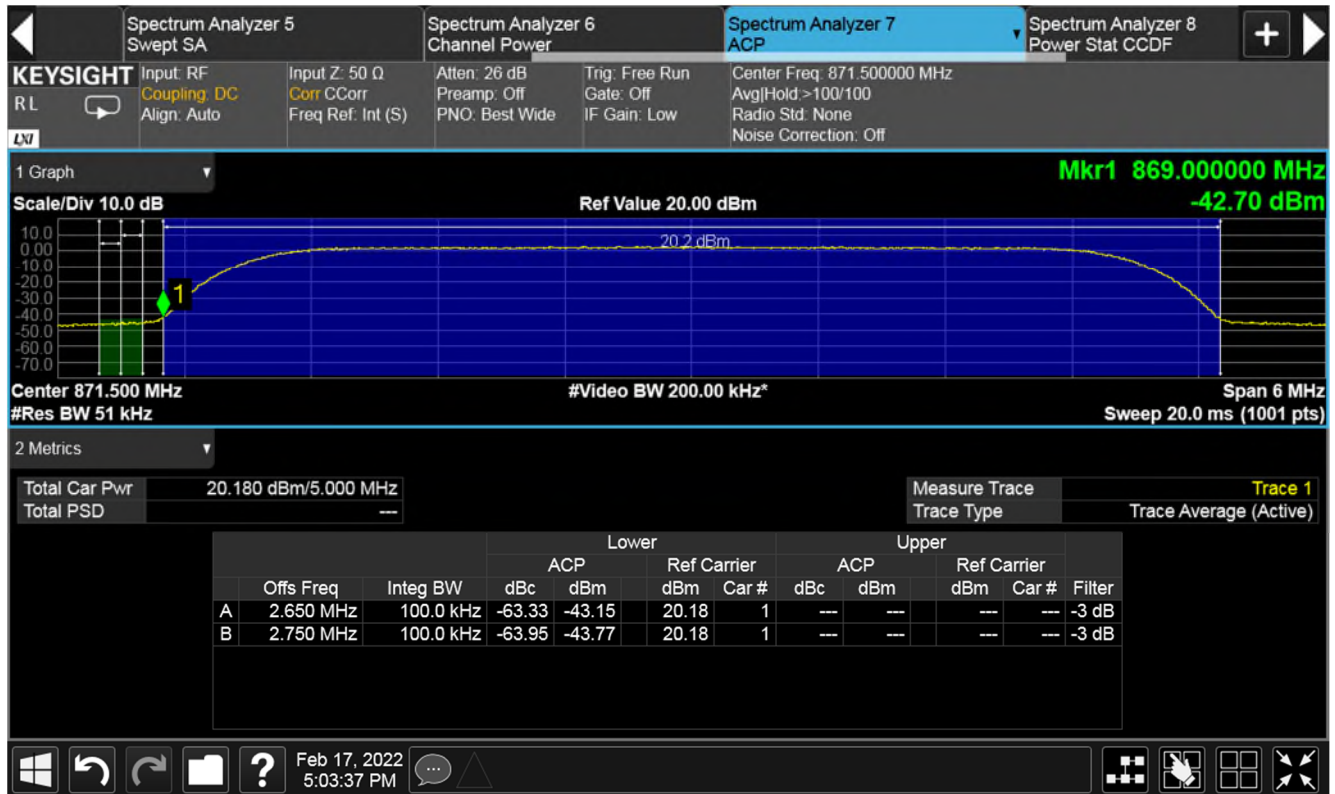 Spectrum Analyzer 5
Swept SA
Spectrum Analyzer 6
Channel Power
Spectrum Analyzer 7
ACP
Spectrum Analyzer 8
Power Stat CCDF
+
KEYSIGHT
RL
LXI
Input: RF
Coupling: DC
Align: Auto
Input Z: 50 Ω
Corr CCorr
Freq Ref: Int (S)
Atten: 26 dB
Preamp: Off
PNO: Best Wide
Trig: Free Run
Gate: Off
IF Gain: Low
Center Freq: 871.500000 MHz
Avg|Hold:>100/100
Radio Std: None
Noise Correction: Off
1 Graph
Mkr1 869.000000 MHz
-42.70 dBm
Scale/Div 10.0 dB
Ref Value 20.00 dBm
10.0
0.00
-10.0
-20.0
-30.0
-40.0
-50.0
-60.0
-70.0
20.2 dBm
1
Center 871.500 MHz
#Video BW 200.00 kHz*
Span 6 MHz
#Res BW 51 kHz
Sweep 20.0 ms (1001 pts)
2 Metrics
Total Car Pwr 20.180 dBm/5.000 MHz
Total PSD ---
Measure Trace Trace 1
Trace Type Trace Average (Active)
Lower Upper
ACP Ref Carrier ACP Ref Carrier
Offs Freq Integ BW dBc dBm dBm Car # dBc dBm dBm Car # Filter
A 2.650 MHz 100.0 kHz -63.33 -43.15 20.18 1 --- --- --- --- -3 dB
B 2.750 MHz 100.0 kHz -63.95 -43.77 20.18 1 --- --- --- --- -3 dB
?
Feb 17, 2022
5:03:37 PM